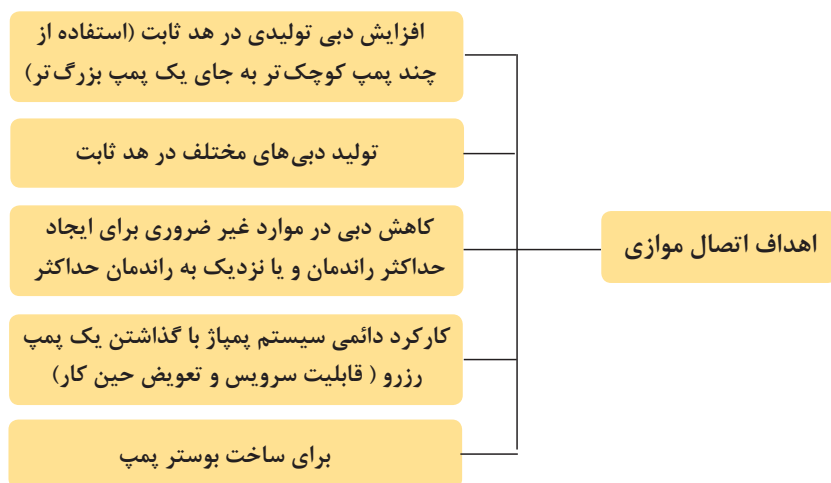 اهداف اتصال موازی
افزایش دبی تولیدی در هد ثابت (استفاده از
چند پمپ کوچک‌تر به جای یک پمپ بزرگ‌تر)
تولید دبی‌های مختلف در هد ثابت
کاهش دبی در موارد غیر ضروری برای ایجاد
حداکثر راندمان و یا نزدیک به راندمان حداکثر
کارکرد دائمی سیستم پمپاژ با گذاشتن یک پمپ
رزرو ( قابلیت سرویس و تعویض حین کار)
برای ساخت بوستر پمپ